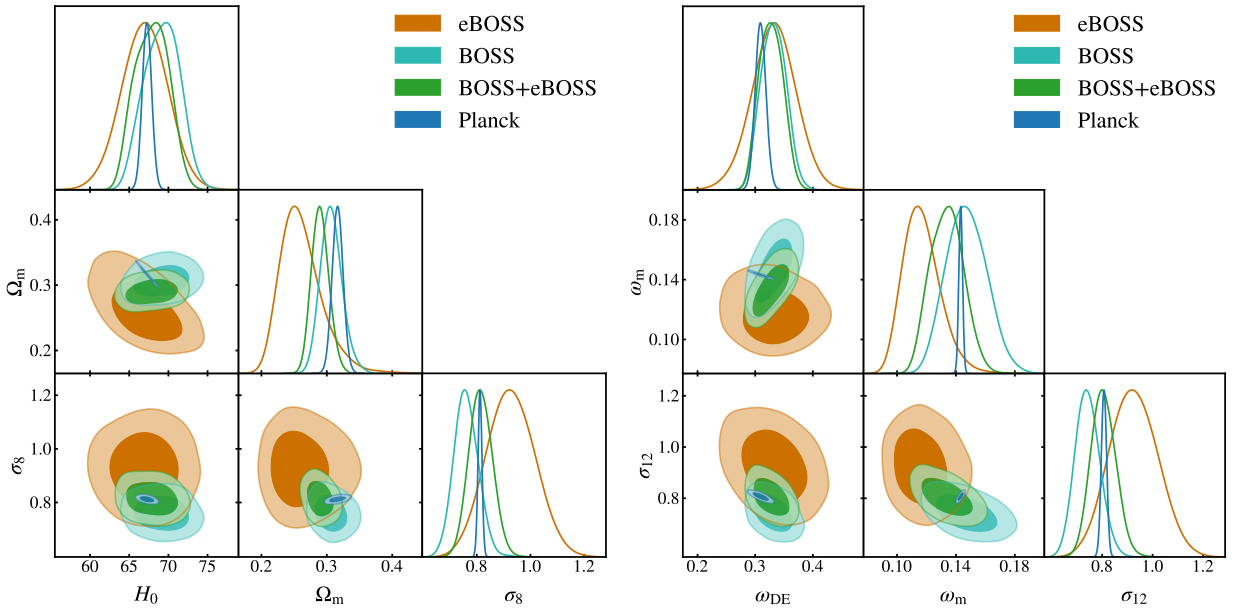 eBOSS
BOSS
BOSS+eBOSS
Planck
0.4
0.3
0.2
Ωm
1.2
1.0
0.8
σ8
60 65 70 75
0.2 0.3 0.4
0.8 1.0 1.2
H0
Ωm
σ8
eBOSS
BOSS
BOSS+eBOSS
Planck
0.18
0.14
0.10
ωm
1.2
1.0
0.8
σ12
0.2 0.3 0.4
0.10 0.14 0.18
0.8 1.0 1.2
ωDE
ωm
σ12